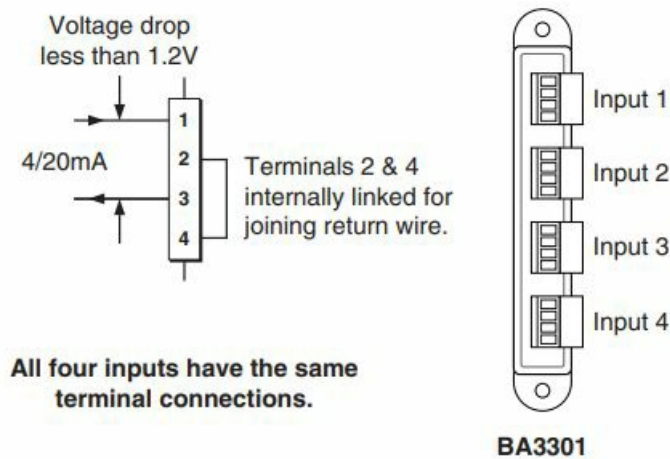 Voltage drop
less than 1.2V
4/20mA
1
2
3
4
Terminals 2 & 4
internally linked for
joining return wire.
All four inputs have the same
terminal connections.
Input 1
Input 2
Input 3
Input 4
BA3301